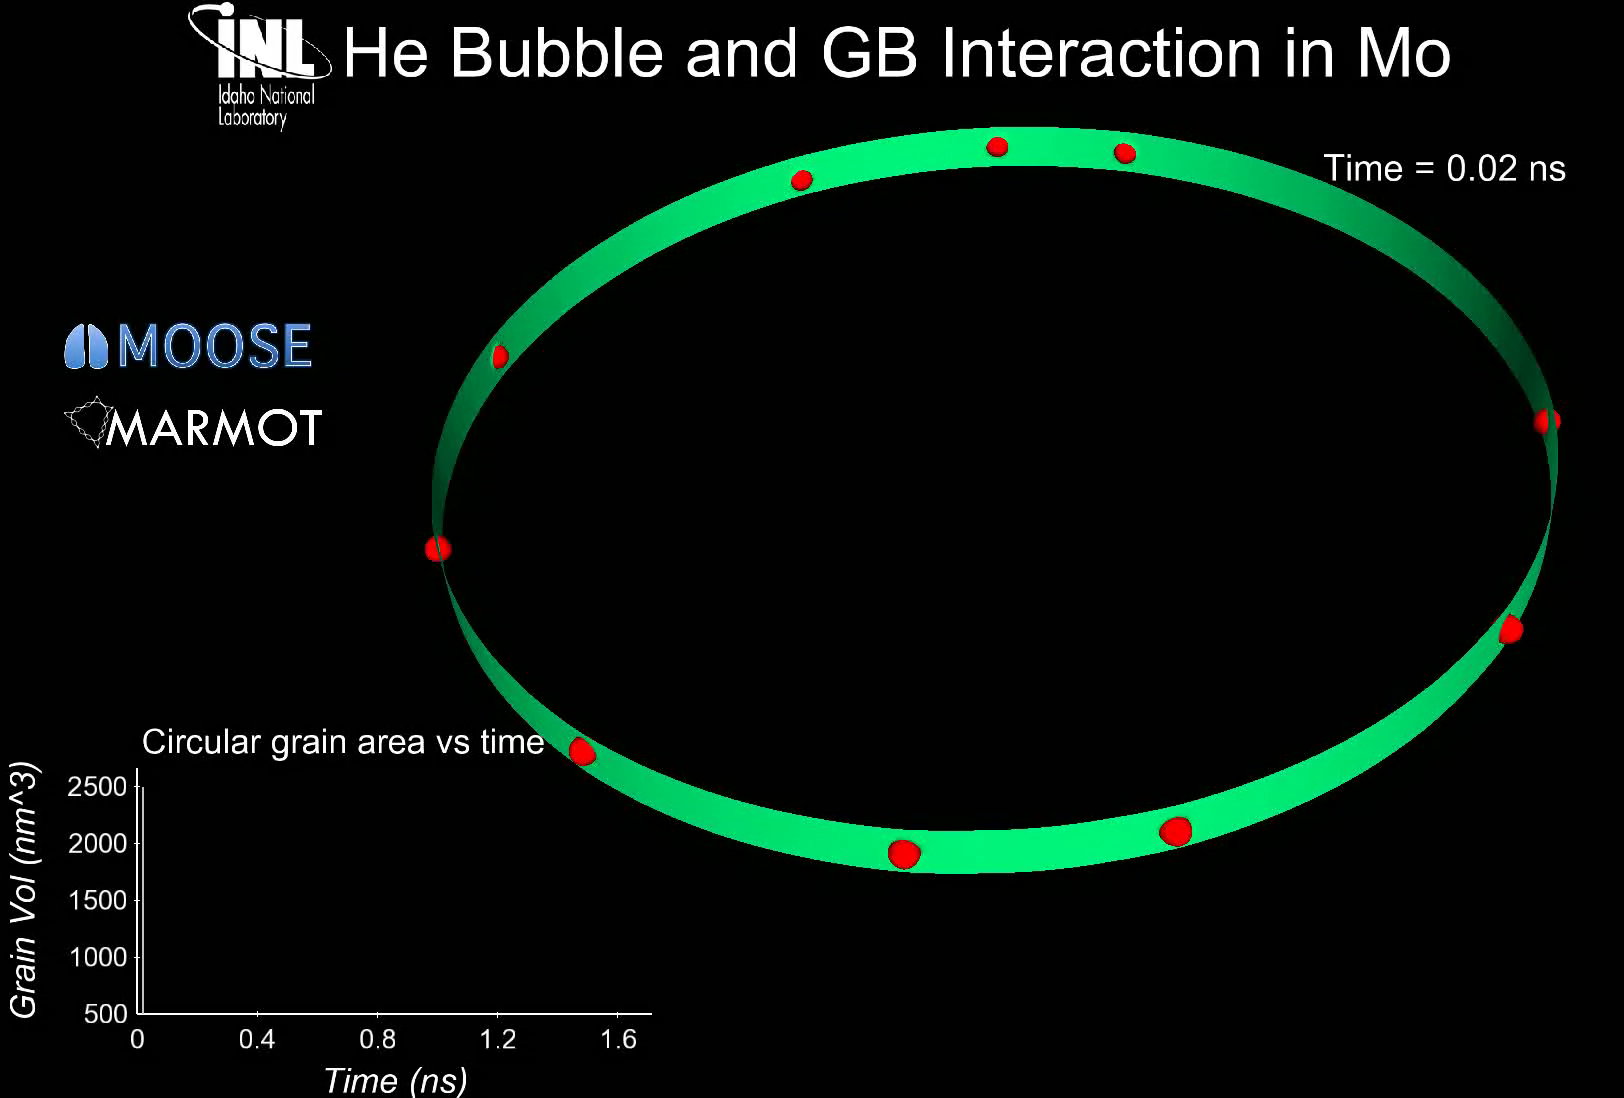 iNL
Idaho National
Laboratory
He Bubble and GB Interaction in Mo
Time = 0.02 ns
MOOSE
MARMOT
Circular grain area vs time
Grain Vol (nm^3)
2500
2000
1500
1000
500
0 0.4 0.8 1.2 1.6
Time (ns)